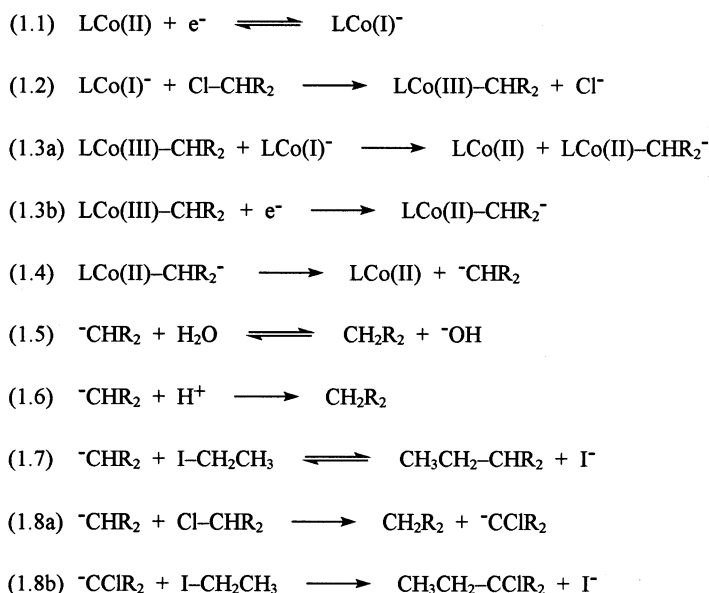 (1.1) LCo(II) + e⁻ ⇌ LCo(I)⁻
(1.2) LCo(I)⁻ + Cl–CHR₂ ⟶ LCo(III)–CHR₂ + Cl⁻
(1.3a) LCo(III)–CHR₂ + LCo(I)⁻ ⟶ LCo(II) + LCo(II)–CHR₂⁻
(1.3b) LCo(III)–CHR₂ + e⁻ ⟶ LCo(II)–CHR₂⁻
(1.4) LCo(II)–CHR₂⁻ ⟶ LCo(II) + ⁻CHR₂
(1.5) ⁻CHR₂ + H₂O ⇌ CH₂R₂ + ⁻OH
(1.6) ⁻CHR₂ + H⁺ ⟶ CH₂R₂
(1.7) ⁻CHR₂ + I–CH₂CH₃ ⇌ CH₃CH₂–CHR₂ + I⁻
(1.8a) ⁻CHR₂ + Cl–CHR₂ ⟶ CH₂R₂ + ⁻CClR₂
(1.8b) ⁻CClR₂ + I–CH₂CH₃ ⟶ CH₃CH₂–CClR₂ + I⁻